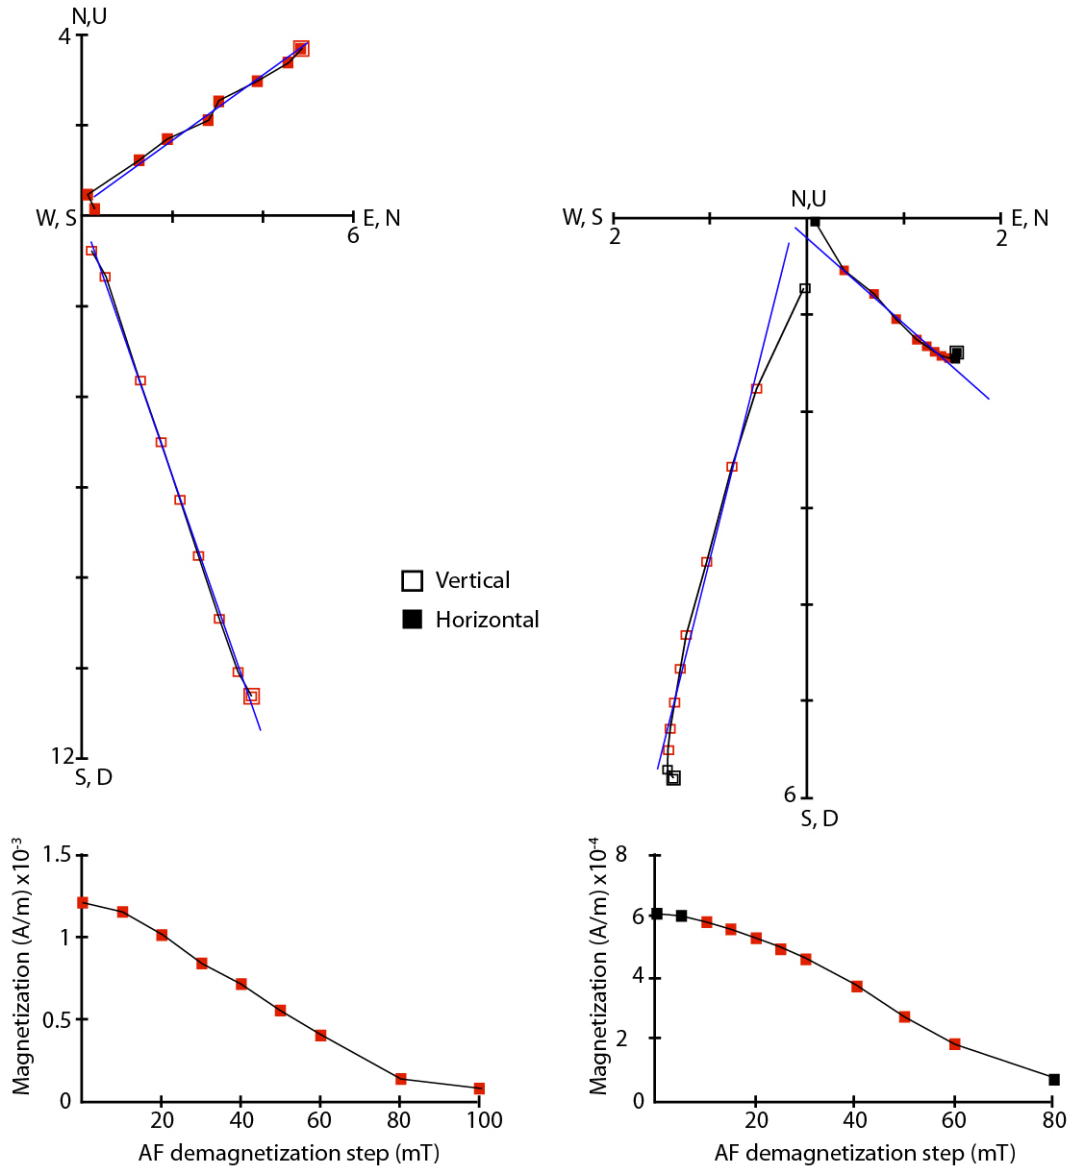 N,U
4
W, S
E, N
6
12
S, D
N,U
W, S
E, N
2
2
6
S, D
Vertical
Horizontal
Magnetization (A/m) x10⁻³
1.5
1
0.5
0
20
40
60
80
100
AF demagnetization step (mT)
Magnetization (A/m) x10⁻⁴
8
6
4
2
0
20
40
60
80
AF demagnetization step (mT)